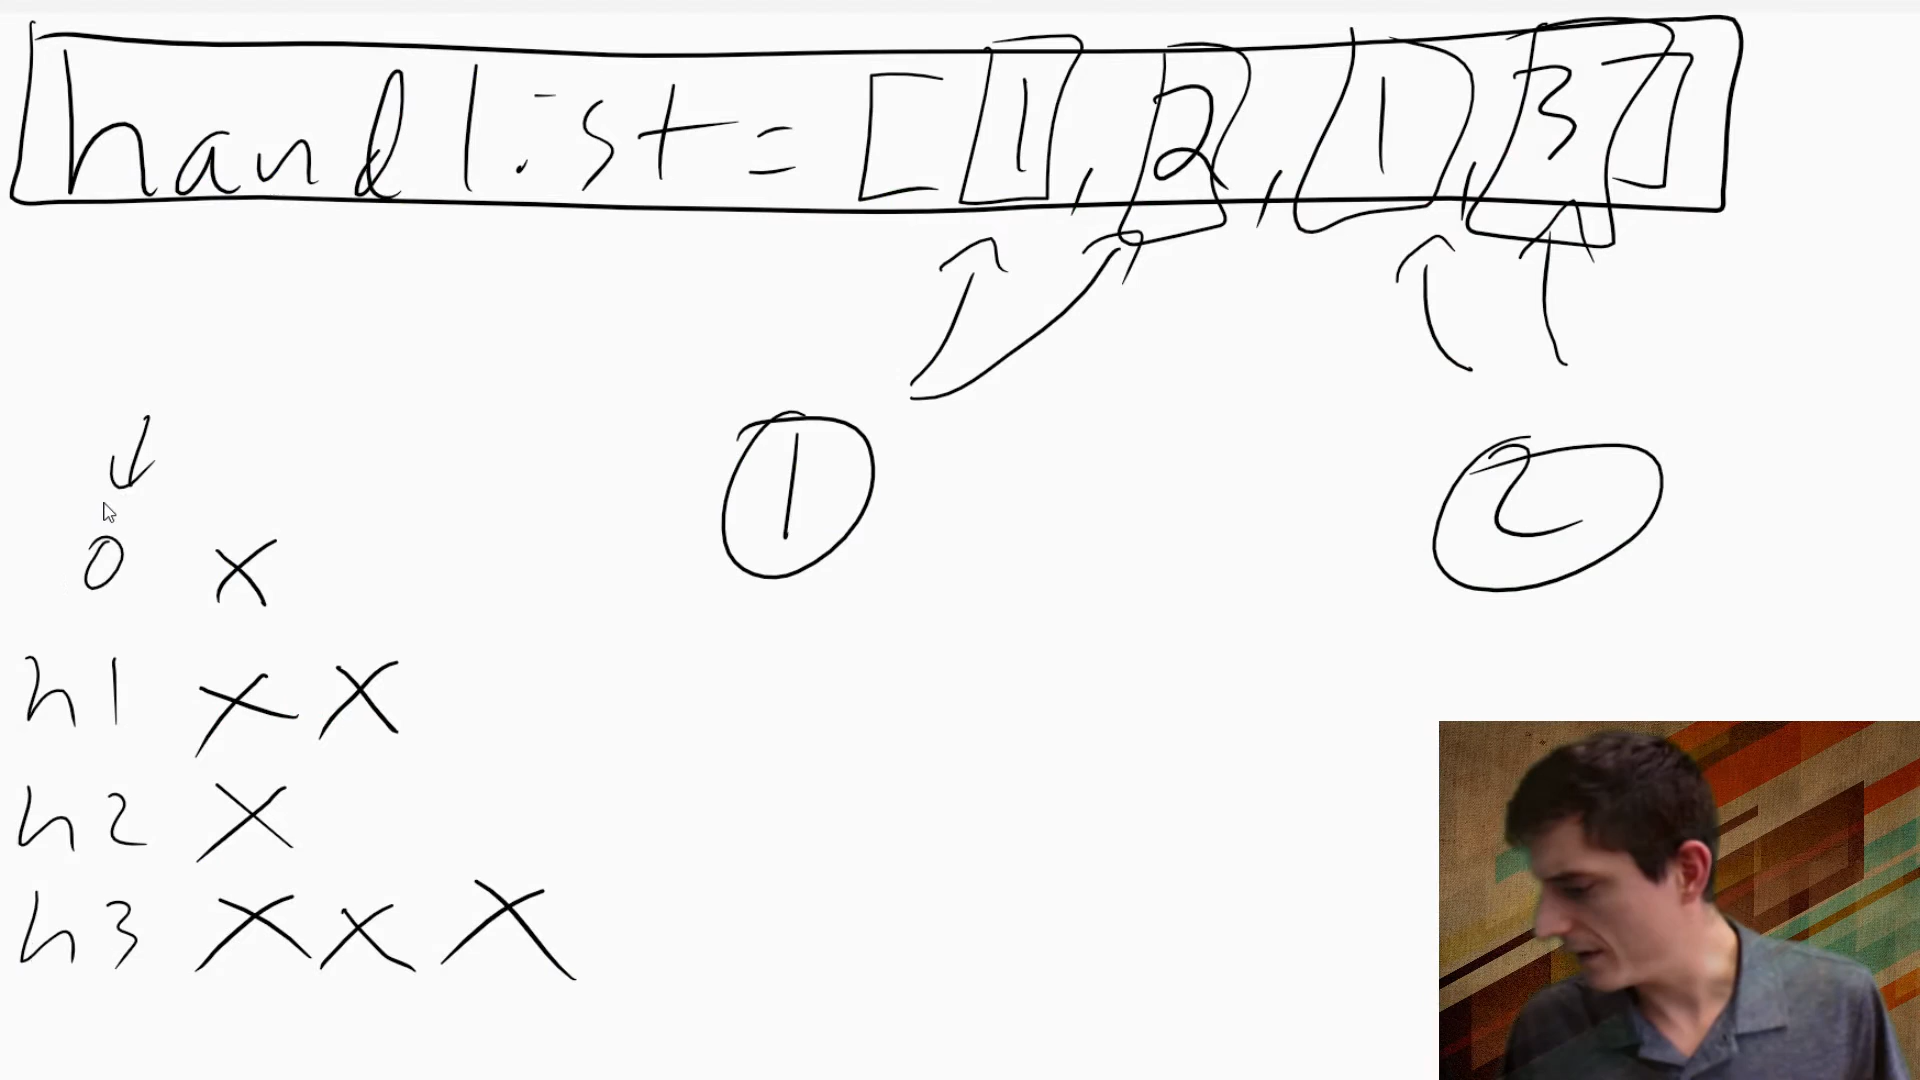 handlist = [1, 2, 1, 3]
1 2
0 x
h1 x x
h2 x
h3 x x x